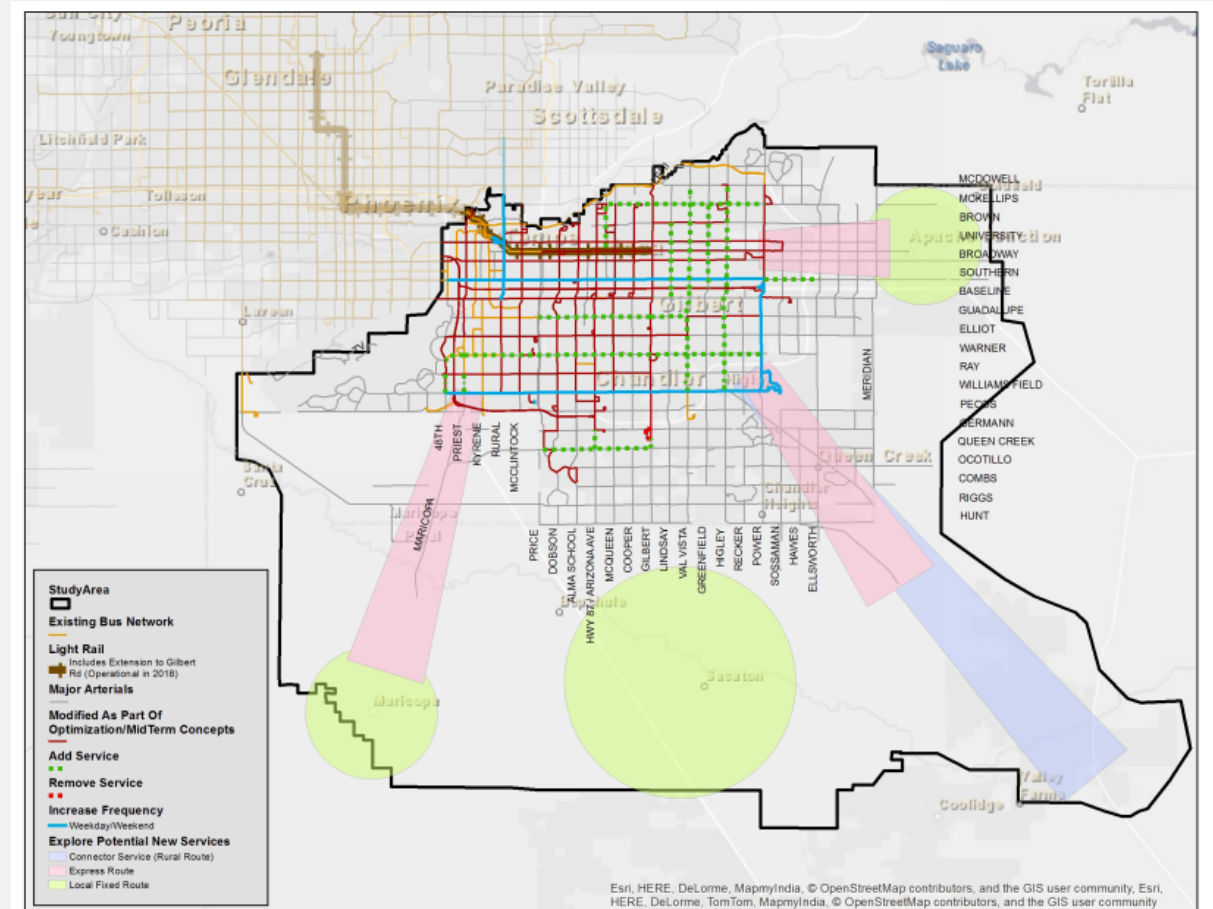 Sun City
Peoria
Youngtown
Glendale
Paradise Valley
Scottsdale
Saguaro
Lake
Tortilla
Flat
Litchfield Park
Tolleson
Phoenix
Cashion
Apache Junction
Laveen
Gilbert
Chandler
Queen Creek
Chandler
Heights
Santa
Cruz
Sacaton
Maricopa
Valley
Farms
Coolidge
MCDOWELL
MCKELLIPS
BROWN
UNIVERSITY
BROADWAY
SOUTHERN
BASELINE
GUADALUPE
ELLIOT
WARNER
RAY
WILLIAMS FIELD
PECOS
GERMANN
QUEEN CREEK
OCOTILLO
COMBS
RIGGS
HUNT
MERIDIAN
48TH
PRIEST
KYRENE
RURAL
MCCLINTOCK
MARICOPA
PRICE
DOBSON
ALMA SCHOOL
HWY 87 / ARIZONA AVE
MCQUEEN
COOPER
GILBERT
LINDSAY
VAL VISTA
GREENFIELD
HIGLEY
RECKER
POWER
SOSSAMAN
HAWES
ELLSWORTH
StudyArea
Existing Bus Network
Light Rail
Includes Extension to Gilbert
Rd (Operational in 2018)
Major Arterials
Modified As Part Of
Optimization/MidTerm Concepts
Add Service
Remove Service
Increase Frequency
Weekday/Weekend
Explore Potential New Services
Connector Service (Rural Route)
Express Route
Local Fixed Route
Esri, HERE, DeLorme, MapmyIndia, © OpenStreetMap contributors, and the GIS user community, Esri,
HERE, DeLorme, TomTom, MapmyIndia, © OpenStreetMap contributors, and the GIS user community